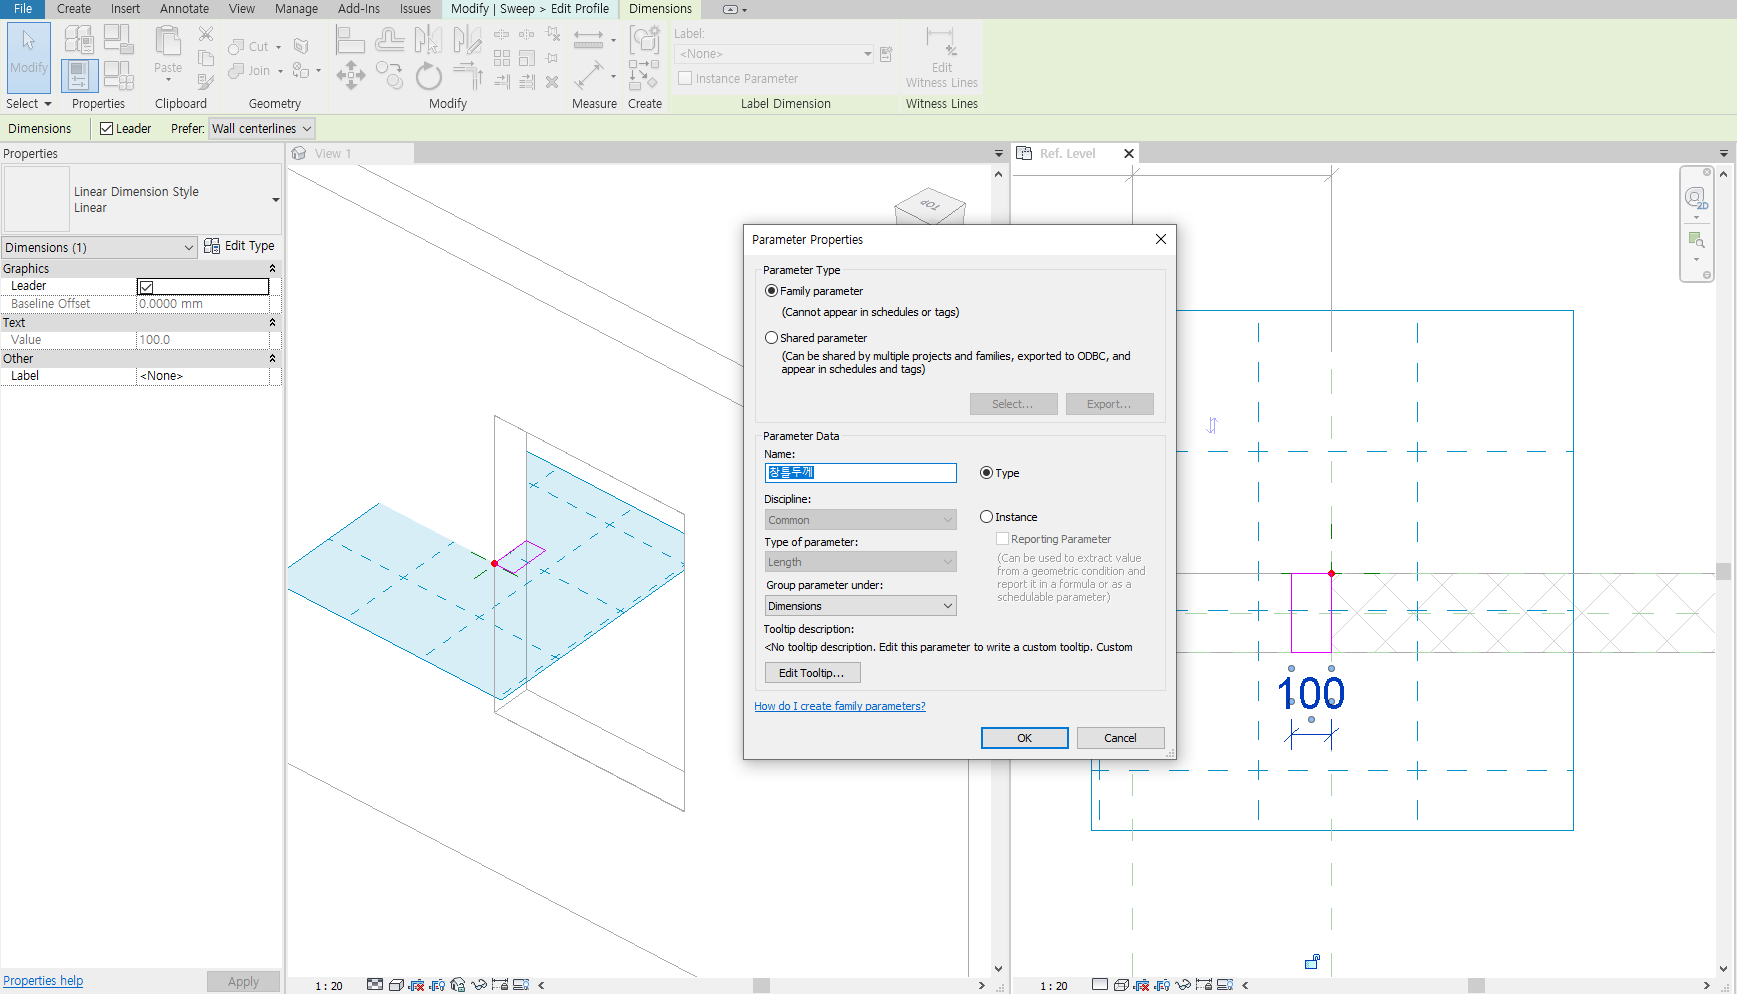 File Create Insert Annotate View Manage Add-Ins Issues Modify | Sweep > Edit Profile Dimensions
Modify
Select
Properties
Paste
Clipboard
Cut
Join
Geometry
Modify
Measure
Create
Label:
<None>
Instance Parameter
Label Dimension
Edit
Witness Lines
Witness Lines
Dimensions Leader Prefer: Wall centerlines
Properties
Linear Dimension Style
Linear
Dimensions (1) Edit Type
Graphics
Leader
Baseline Offset 0.0000 mm
Text
Value 100.0
Other
Label <None>
Properties help Apply
View 1
TOP
1 : 20
Ref. Level
2D
100
1 : 20
Parameter Properties
Parameter Type
Family parameter
(Cannot appear in schedules or tags)
Shared parameter
(Can be shared by multiple projects and families, exported to ODBC, and
appear in schedules and tags)
Select... Export...
Parameter Data
Name:
창틀두께
Type
Discipline:
Common
Instance
Reporting Parameter
(Can be used to extract value
from a geometric condition and
report it in a formula or as a
schedulable parameter)
Type of parameter:
Length
Group parameter under:
Dimensions
Tooltip description:
<No tooltip description. Edit this parameter to write a custom tooltip. Custom
Edit Tooltip...
How do I create family parameters?
OK Cancel